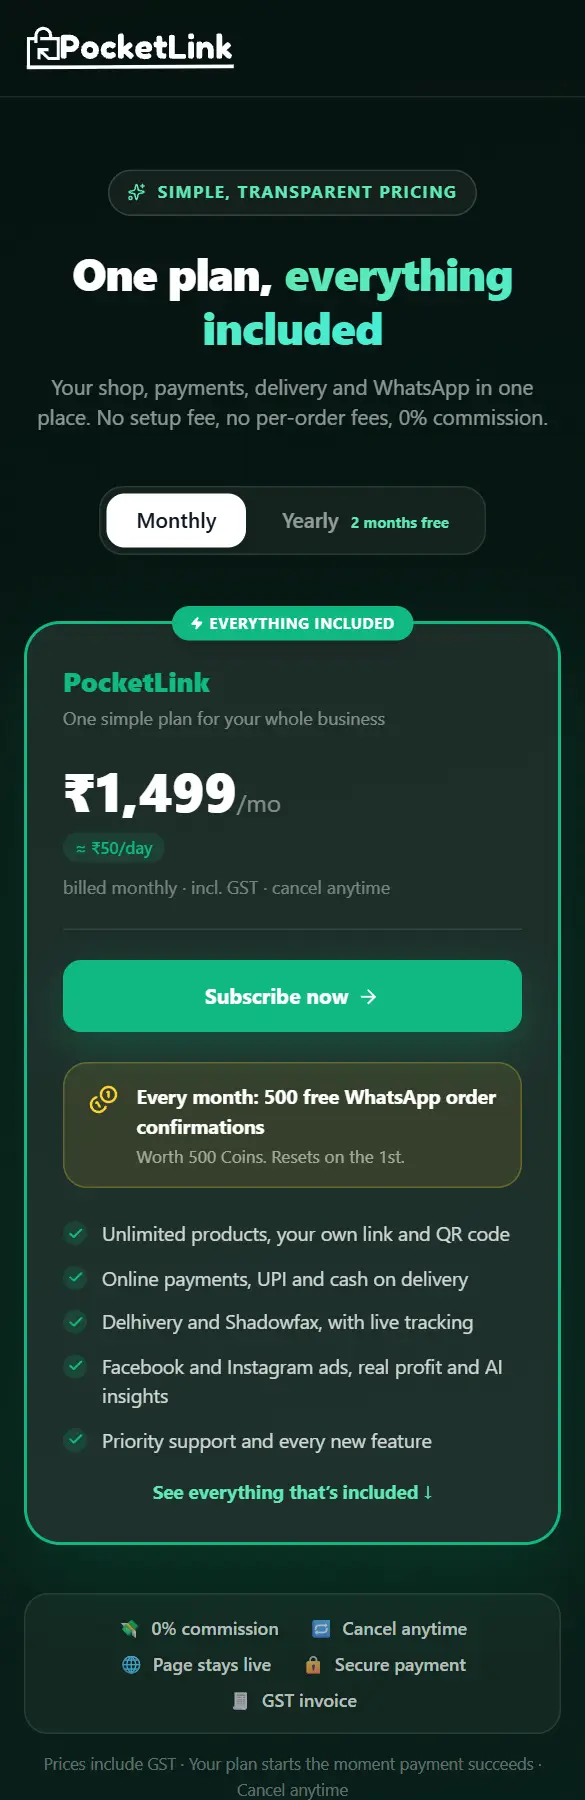 PocketLink
SIMPLE, TRANSPARENT PRICING
One plan, everything
included
Your shop, payments, delivery and WhatsApp in one
place. No setup fee, no per-order fees, 0% commission.
Monthly
Yearly 2 months free
EVERYTHING INCLUDED
PocketLink
One simple plan for your whole business
₹1,499/mo
≈ ₹50/day
billed monthly · incl. GST · cancel anytime
Subscribe now →
Every month: 500 free WhatsApp order
confirmations
Worth 500 Coins. Resets on the 1st.
Unlimited products, your own link and QR code
Online payments, UPI and cash on delivery
Delhivery and Shadowfax, with live tracking
Facebook and Instagram ads, real profit and AI
insights
Priority support and every new feature
See everything that’s included ↓
0% commission
Cancel anytime
Page stays live
Secure payment
GST invoice
Prices include GST · Your plan starts the moment payment succeeds ·
Cancel anytime